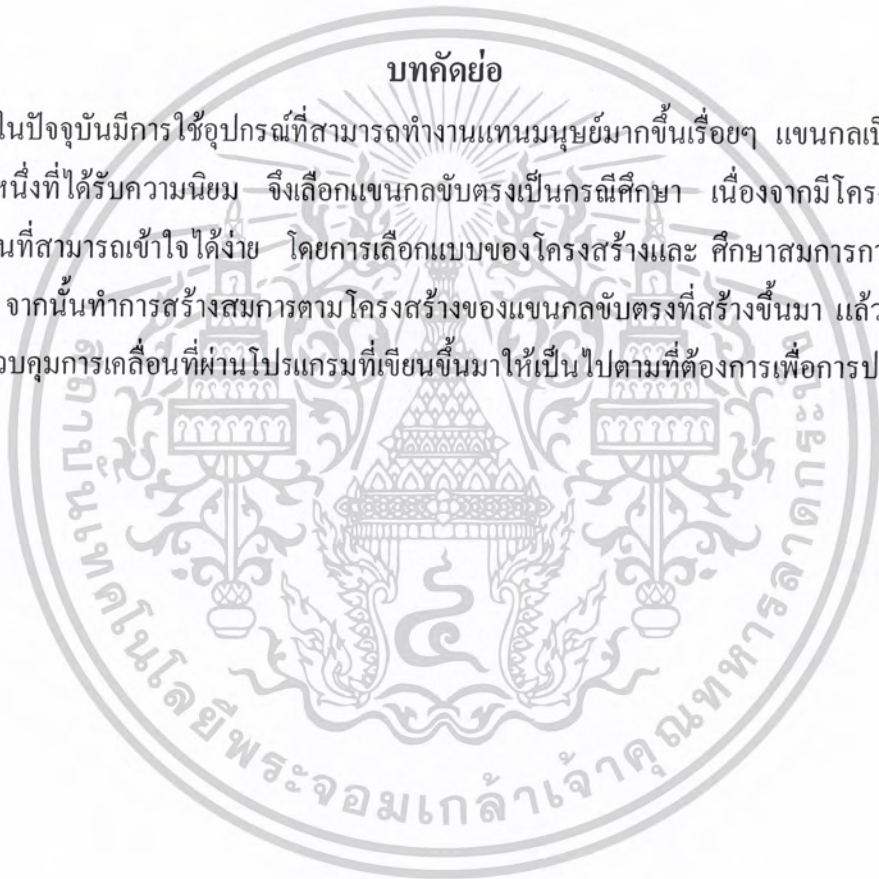 บทคัดย่อ
ในปัจจุบันมีการใช้อุปกรณ์ที่สามารถทำงานแทนมนุษย์มากขึ้นเรื่อยๆ แขนกลเป็
หนึ่งที่ได้รับความนิยม จึงเลือกแขนกลขับตรงเป็นกรณีศึกษา เนื่องจากมีโครง
นที่สามารถเข้าใจได้ง่าย โดยการเลือกแบบของโครงสร้างและ ศึกษาสมการกา
จากนั้นทำการสร้างสมการตามโครงสร้างของแขนกลขับตรงที่สร้างขึ้นมา แล้ว
วบคุมการเคลื่อนที่ผ่านโปรแกรมที่เขียนขึ้นมาให้เป็นไปตามที่ต้องการเพื่อการป
สถาบันเทคโนโลยีพระจอมเกล้าเจ้าคุณทหารลาดกระบัง